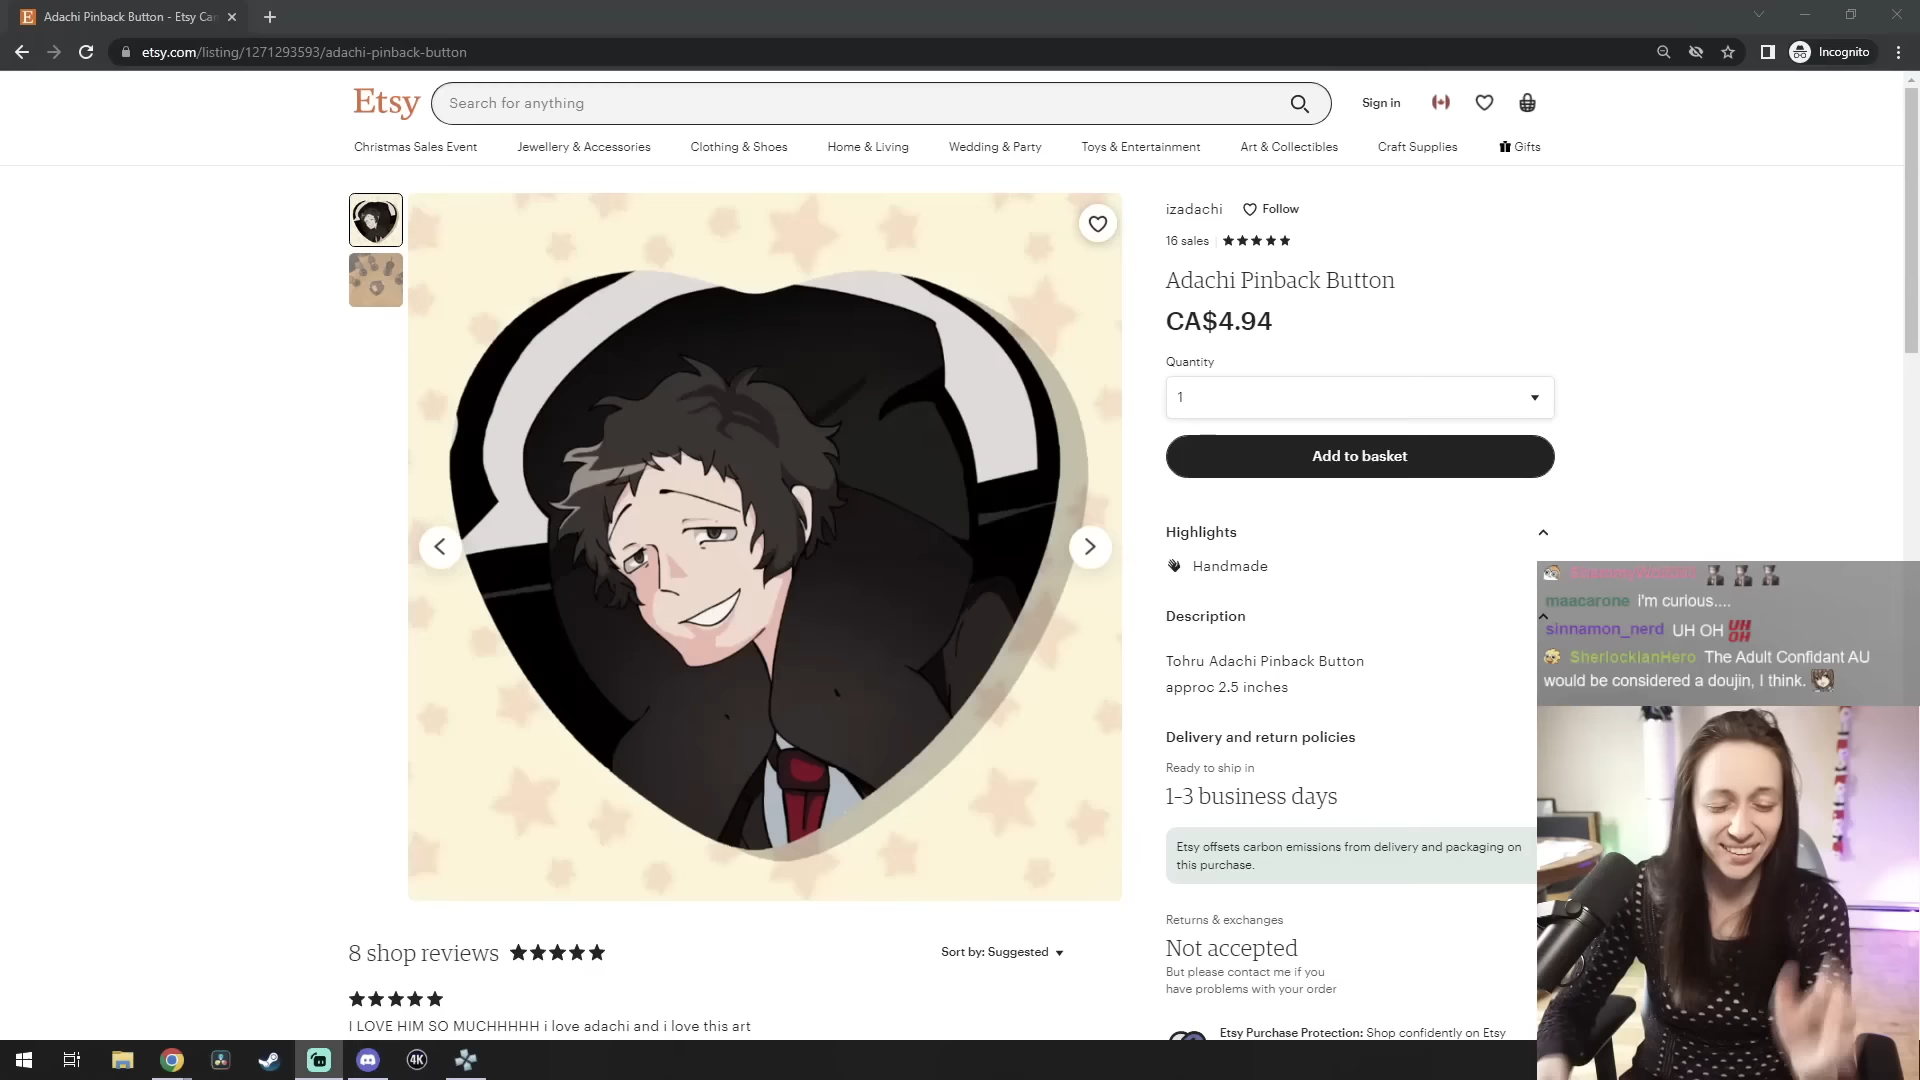 Adachi Pinback Button - Etsy Can
etsy.com/listing/1271293593/adachi-pinback-button
Incognito
Etsy
Search for anything
Sign in
Christmas Sales Event
Jewellery & Accessories
Clothing & Shoes
Home & Living
Wedding & Party
Toys & Entertainment
Art & Collectibles
Craft Supplies
Gifts
izadachi
Follow
16 sales
Adachi Pinback Button
CA$4.94
Quantity
1
Add to basket
Highlights
Handmade
Description
Tohru Adachi Pinback Button
approc 2.5 inches
Delivery and return policies
Ready to ship in
1-3 business days
Etsy offsets carbon emissions from delivery and packaging on
this purchase.
Returns & exchanges
Not accepted
But please contact me if you
have problems with your order
Etsy Purchase Protection: Shop confidently on Etsy
8 shop reviews
Sort by: Suggested
I LOVE HIM SO MUCHHHHH i love adachi and i love this art
maacarone i'm curious....
sinnamon_nerd UH OH UH OH
SherlockianHero The Adult Confidant AU
would be considered a doujin, I think.
4K